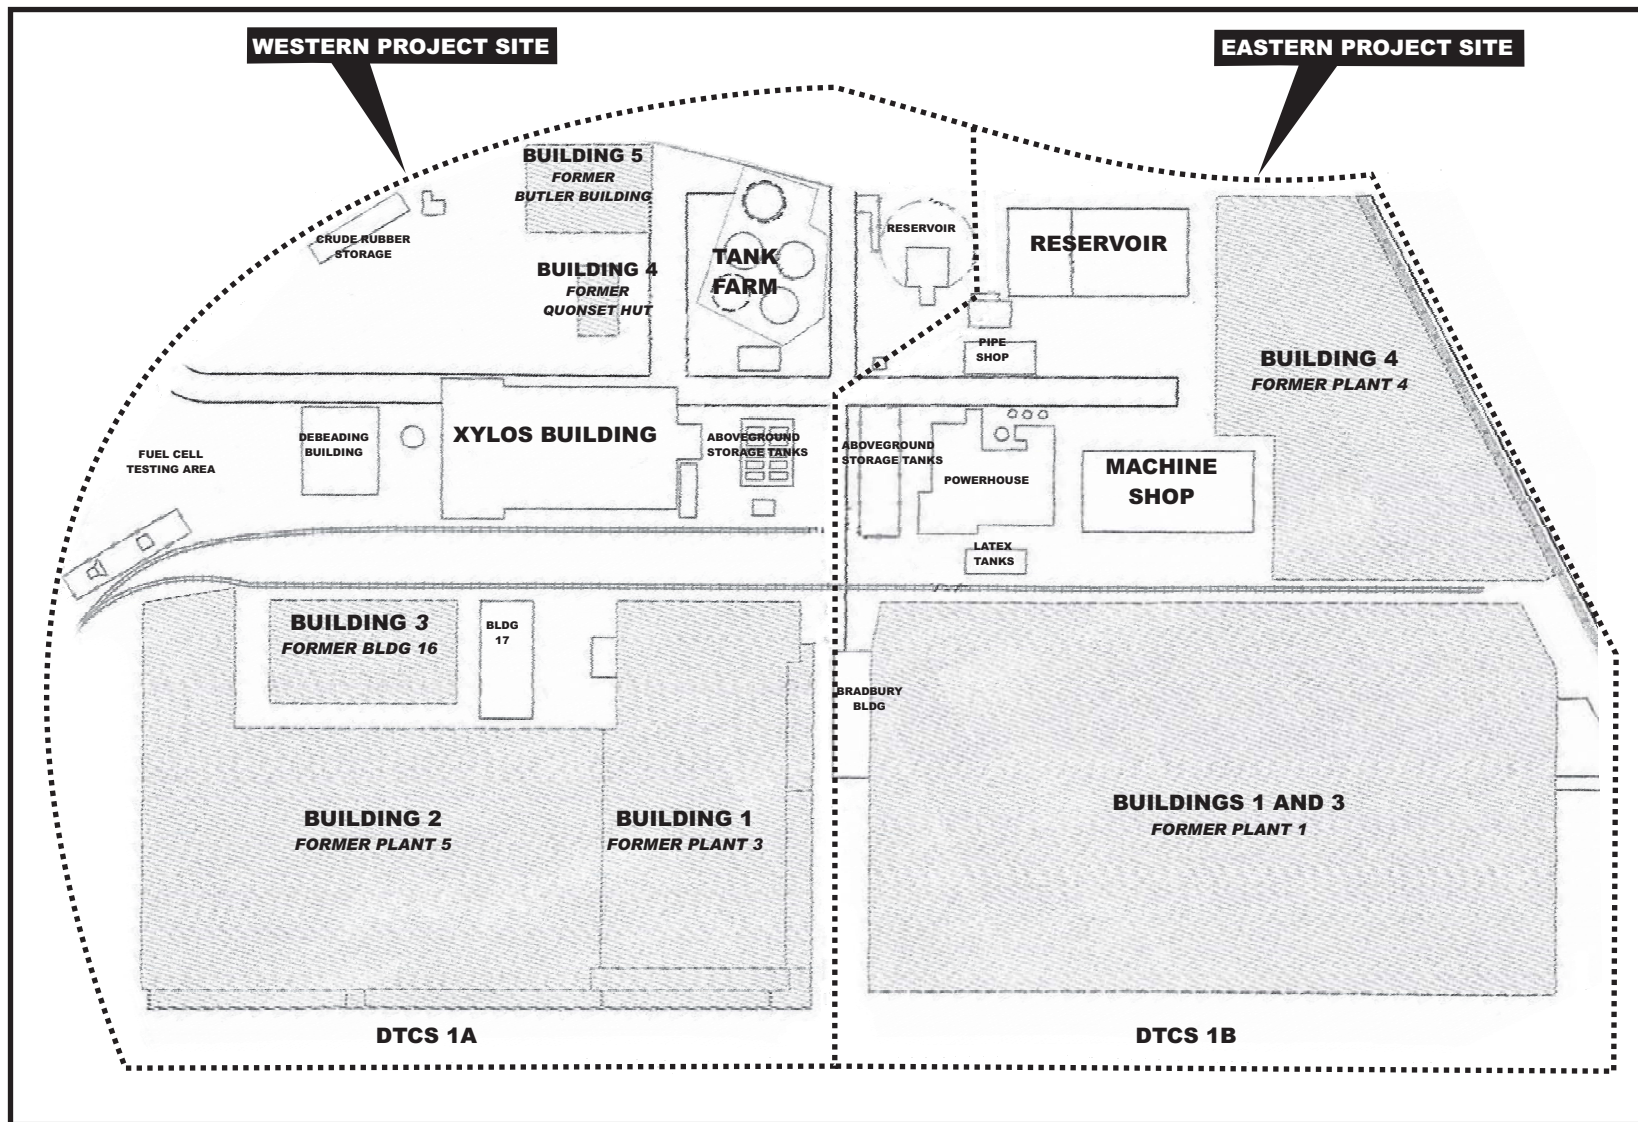 WESTERN PROJECT SITE
EASTERN PROJECT SITE
BUILDING 5
FORMER
BUTLER BUILDING
CRUDE RUBBER
STORAGE
BUILDING 4
FORMER
QUONSET HUT
TANK
FARM
RESERVOIR
RESERVOIR
PIPE
SHOP
BUILDING 4
FORMER PLANT 4
FUEL CELL
TESTING AREA
DEBEADING
BUILDING
XYLOS BUILDING
ABOVEGROUND
STORAGE TANKS
ABOVEGROUND
STORAGE TANKS
POWERHOUSE
MACHINE
SHOP
LATEX
TANKS
BUILDING 3
FORMER BLDG 16
BLDG
17
BRADBURY
BLDG
BUILDING 2
FORMER PLANT 5
BUILDING 1
FORMER PLANT 3
BUILDINGS 1 AND 3
FORMER PLANT 1
DTCS 1A
DTCS 1B